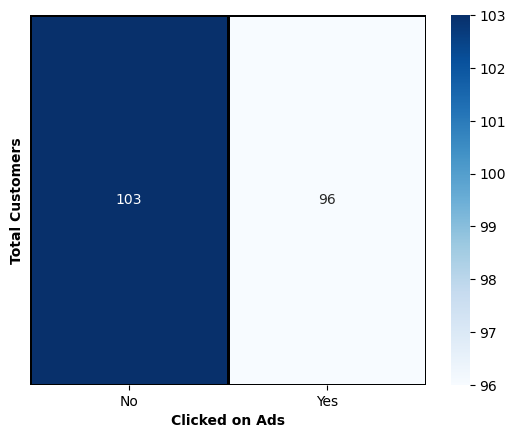 Total Customers
103
96
No
Yes
Clicked on Ads
103
102
101
100
99
98
97
96